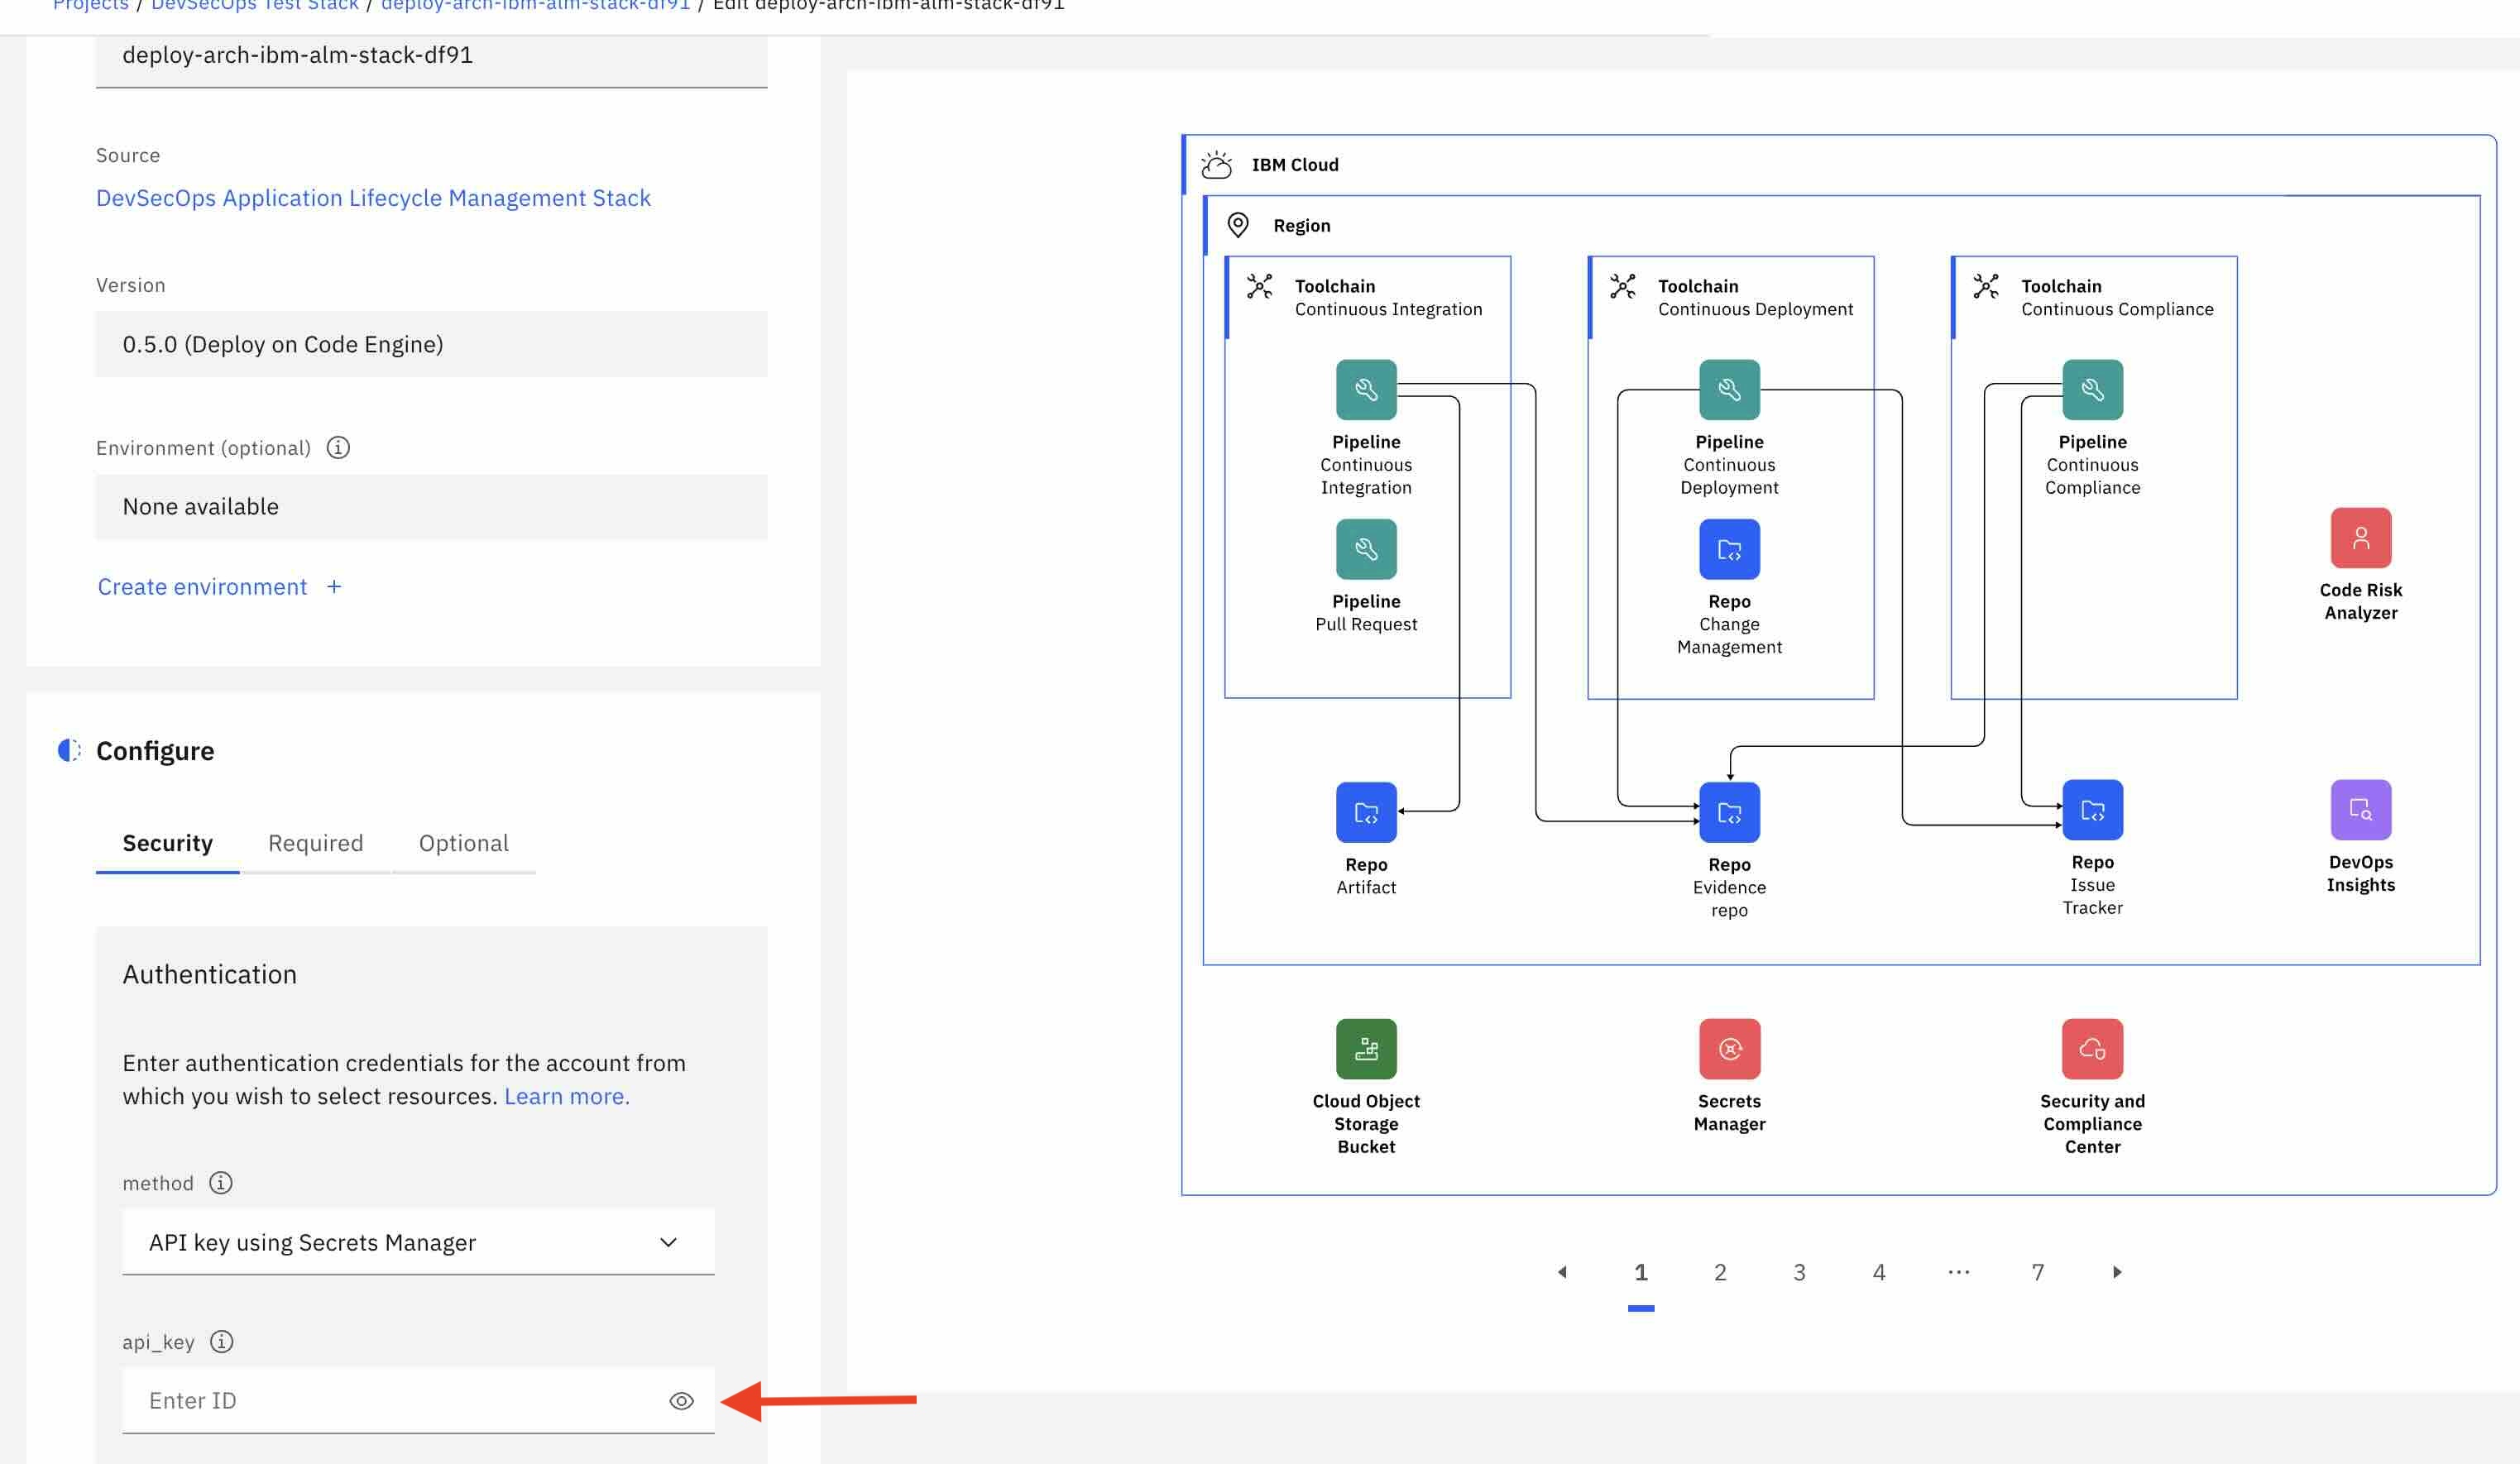 Projects / DevSecOps Test Stack / deploy-arch-ibm-alm-stack-df91 / Edit deploy-arch-ibm-alm-stack-df91
deploy-arch-ibm-alm-stack-df91
Source
DevSecOps Application Lifecycle Management Stack
Version
0.5.0 (Deploy on Code Engine)
Environment (optional)
None available
Create environment +
Configure
Security
Required
Optional
Authentication
Enter authentication credentials for the account from
which you wish to select resources. Learn more.
method
API key using Secrets Manager
api_key
Enter ID
IBM Cloud
Region
Toolchain
Continuous Integration
Pipeline
Continuous
Integration
Pipeline
Pull Request
Toolchain
Continuous Deployment
Pipeline
Continuous
Deployment
Repo
Change
Management
Toolchain
Continuous Compliance
Pipeline
Continuous
Compliance
Code Risk
Analyzer
Repo
Artifact
Repo
Evidence
repo
Repo
Issue
Tracker
DevOps
Insights
Cloud Object
Storage
Bucket
Secrets
Manager
Security and
Compliance
Center
1 2 3 4 ... 7